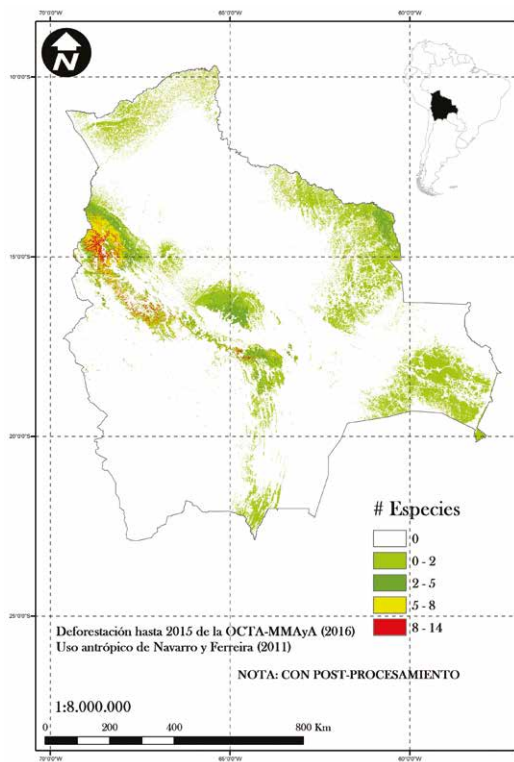 70°0'0"S 65°0'0"S 60°0'0"S
N
10°0'0"S
15°0'0"S
20°0'0"S
25°0'0"S
# Especies
0
0 - 2
2 - 5
5 - 8
8 - 14
Deforestación hasta 2015 de la OCTA-MMAyA (2016)
Uso antrópico de Navarro y Ferreira (2011)
NOTA: CON POST-PROCESAMIENTO
1:8.000.000
0 200 400 800 Km